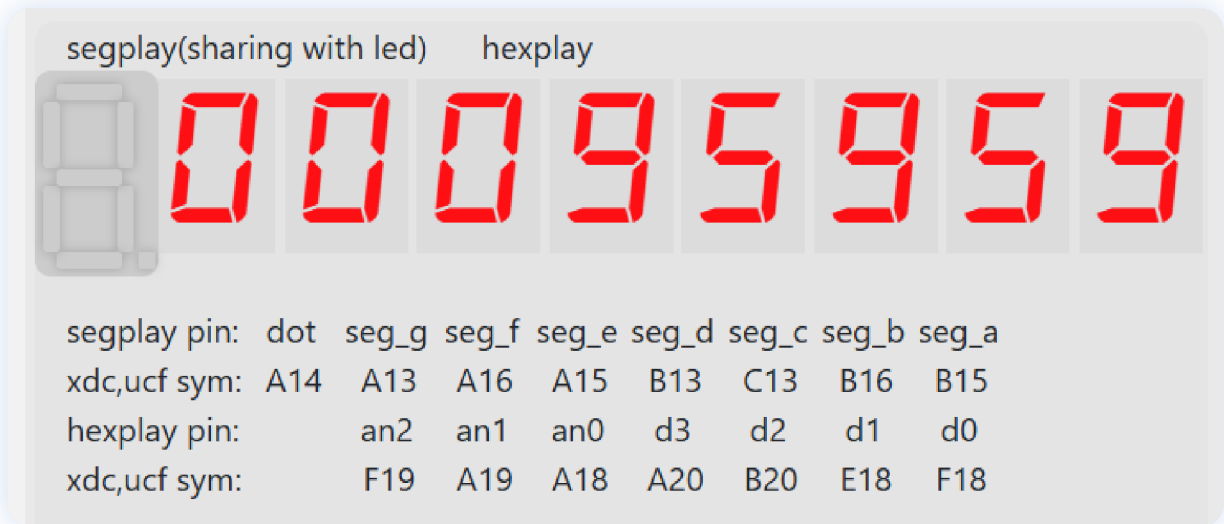 segplay(sharing with led) hexplay
00095959
segplay pin: dot seg_g seg_f seg_e seg_d seg_c seg_b seg_a
xdc,ucf sym: A14 A13 A16 A15 B13 C13 B16 B15
hexplay pin: an2 an1 an0 d3 d2 d1 d0
xdc,ucf sym: F19 A19 A18 A20 B20 E18 F18